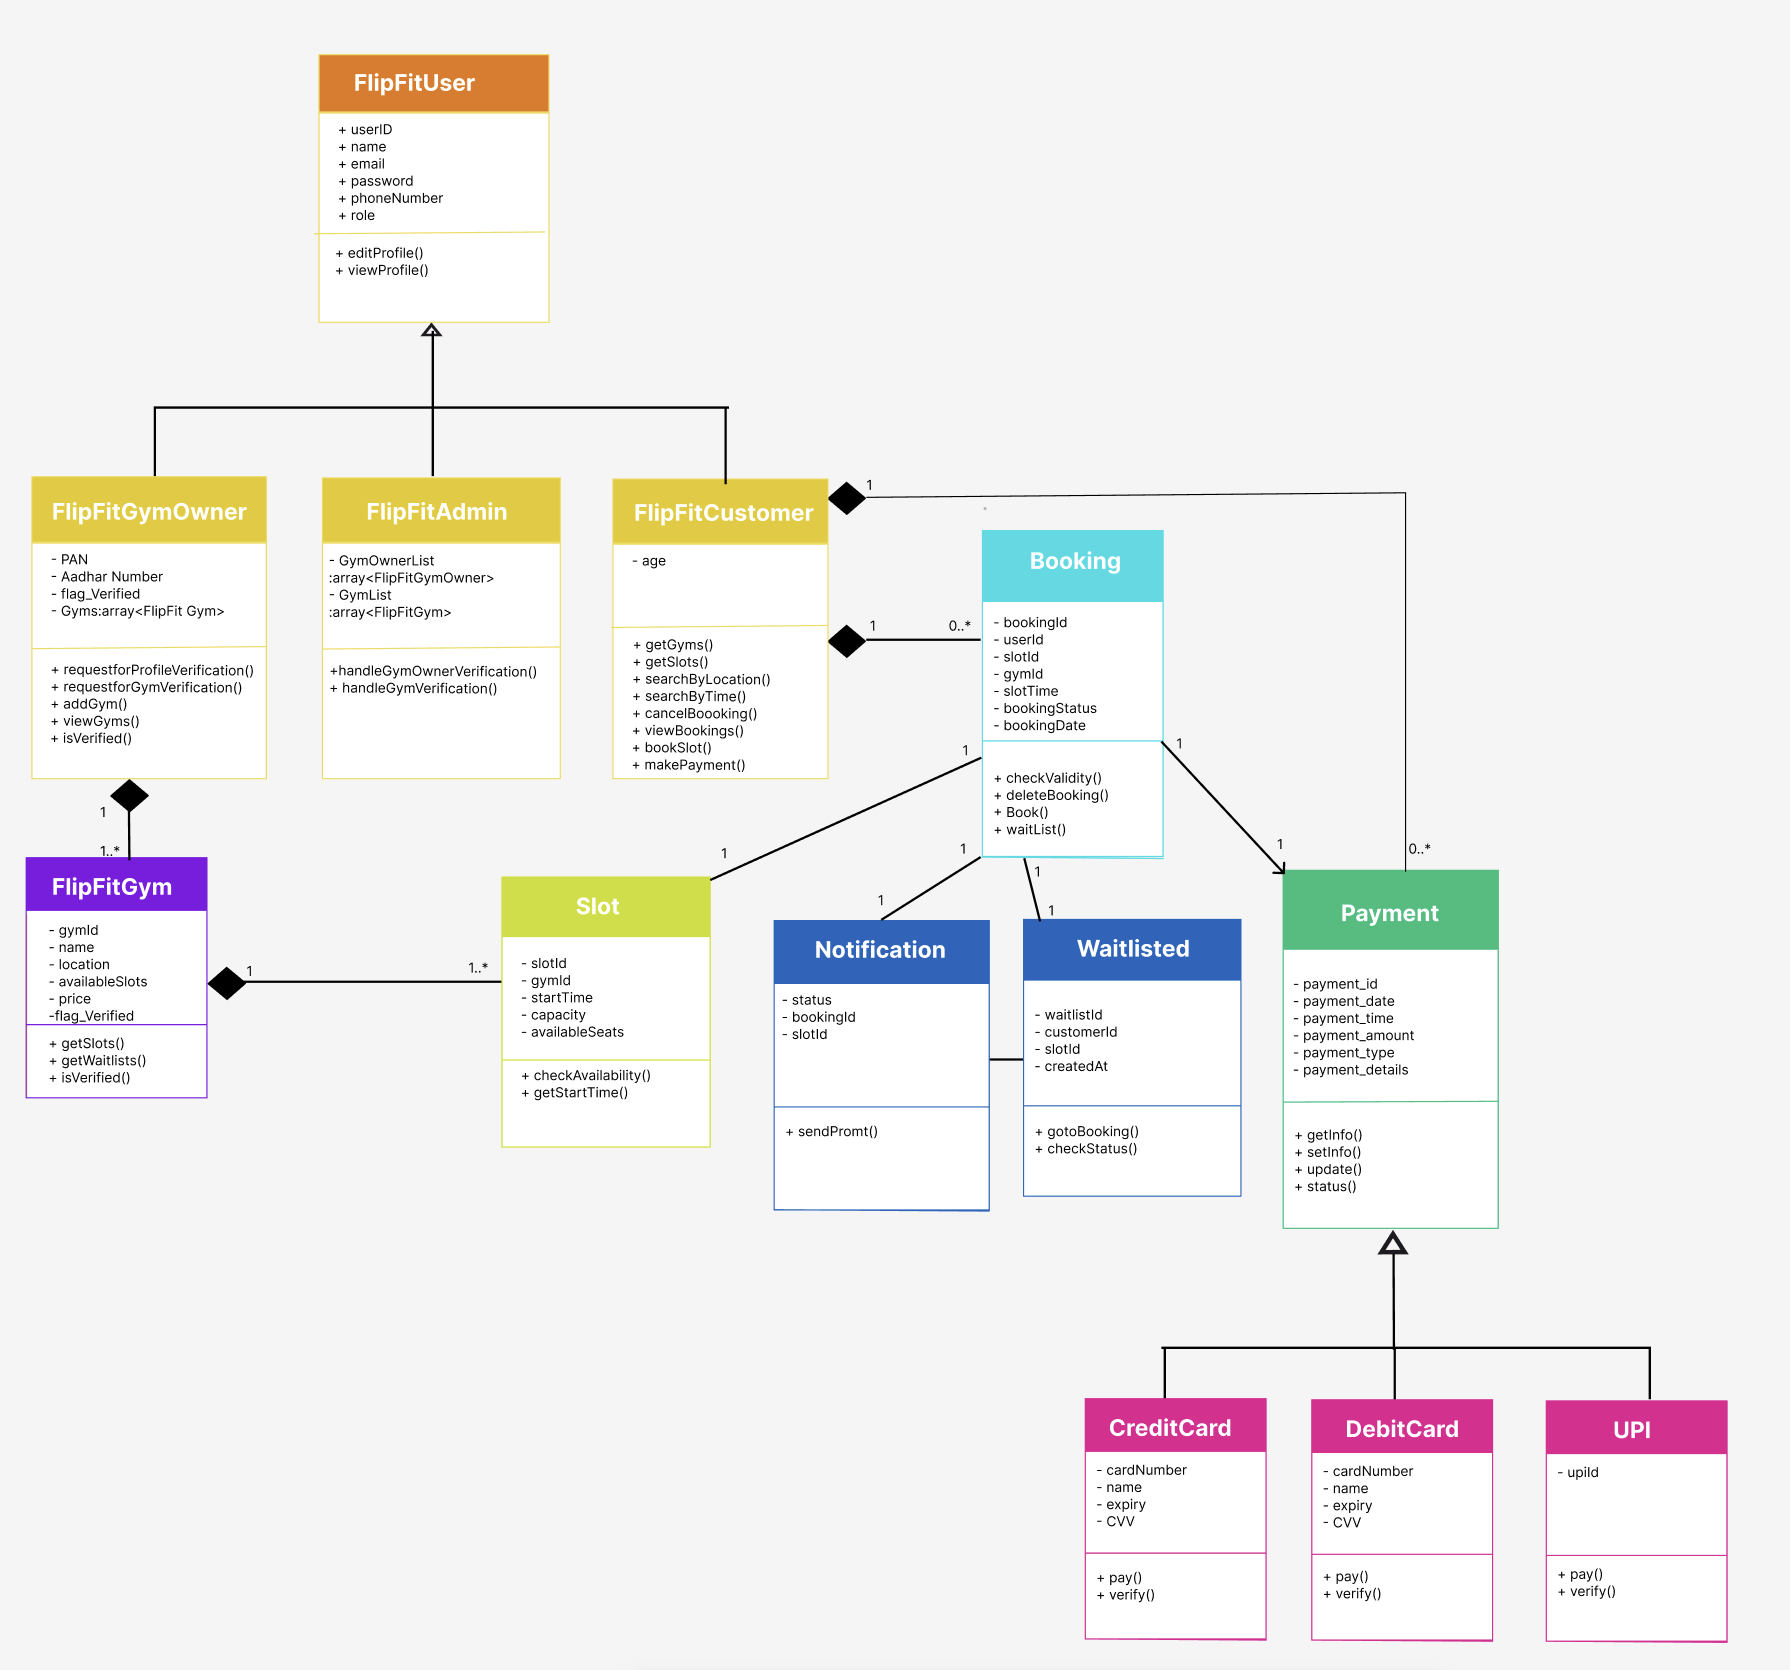 FlipFitUser
+ userID
+ name
+ email
+ password
+ phoneNumber
+ role
+ editProfile()
+ viewProfile()
FlipFitGymOwner
- PAN
- Aadhar Number
- flag_Verified
- Gyms:array<FlipFit Gym>
+ requestforProfileVerification()
+ requestforGymVerification()
+ addGym()
+ viewGyms()
+ isVerified()
FlipFitAdmin
- GymOwnerList
:array<FlipFitGymOwner>
- GymList
:array<FlipFitGym>
+handleGymOwnerVerification()
+ handleGymVerification()
FlipFitCustomer
- age
+ getGyms()
+ getSlots()
+ searchByLocation()
+ searchByTime()
+ cancelBoooking()
+ viewBookings()
+ bookSlot()
+ makePayment()
1
1
0..*
Booking
- bookingId
- userId
- slotId
- gymId
- slotTime
- bookingStatus
- bookingDate
+ checkValidity()
+ deleteBooking()
+ Book()
+ waitList()
1
1
1
1
0..*
1
1
1
1
1
1
1..*
FlipFitGym
- gymId
- name
- location
- availableSlots
- price
-flag_Verified
+ getSlots()
+ getWaitlists()
+ isVerified()
1
1..*
Slot
- slotId
- gymId
- startTime
- capacity
- availableSeats
+ checkAvailability()
+ getStartTime()
Notification
- status
- bookingId
- slotId
+ sendPromt()
Waitlisted
- waitlistId
- customerId
- slotId
- createdAt
+ gotoBooking()
+ checkStatus()
Payment
- payment_id
- payment_date
- payment_time
- payment_amount
- payment_type
- payment_details
+ getInfo()
+ setInfo()
+ update()
+ status()
CreditCard
- cardNumber
- name
- expiry
- CVV
+ pay()
+ verify()
DebitCard
- cardNumber
- name
- expiry
- CVV
+ pay()
+ verify()
UPI
- upiId
+ pay()
+ verify()